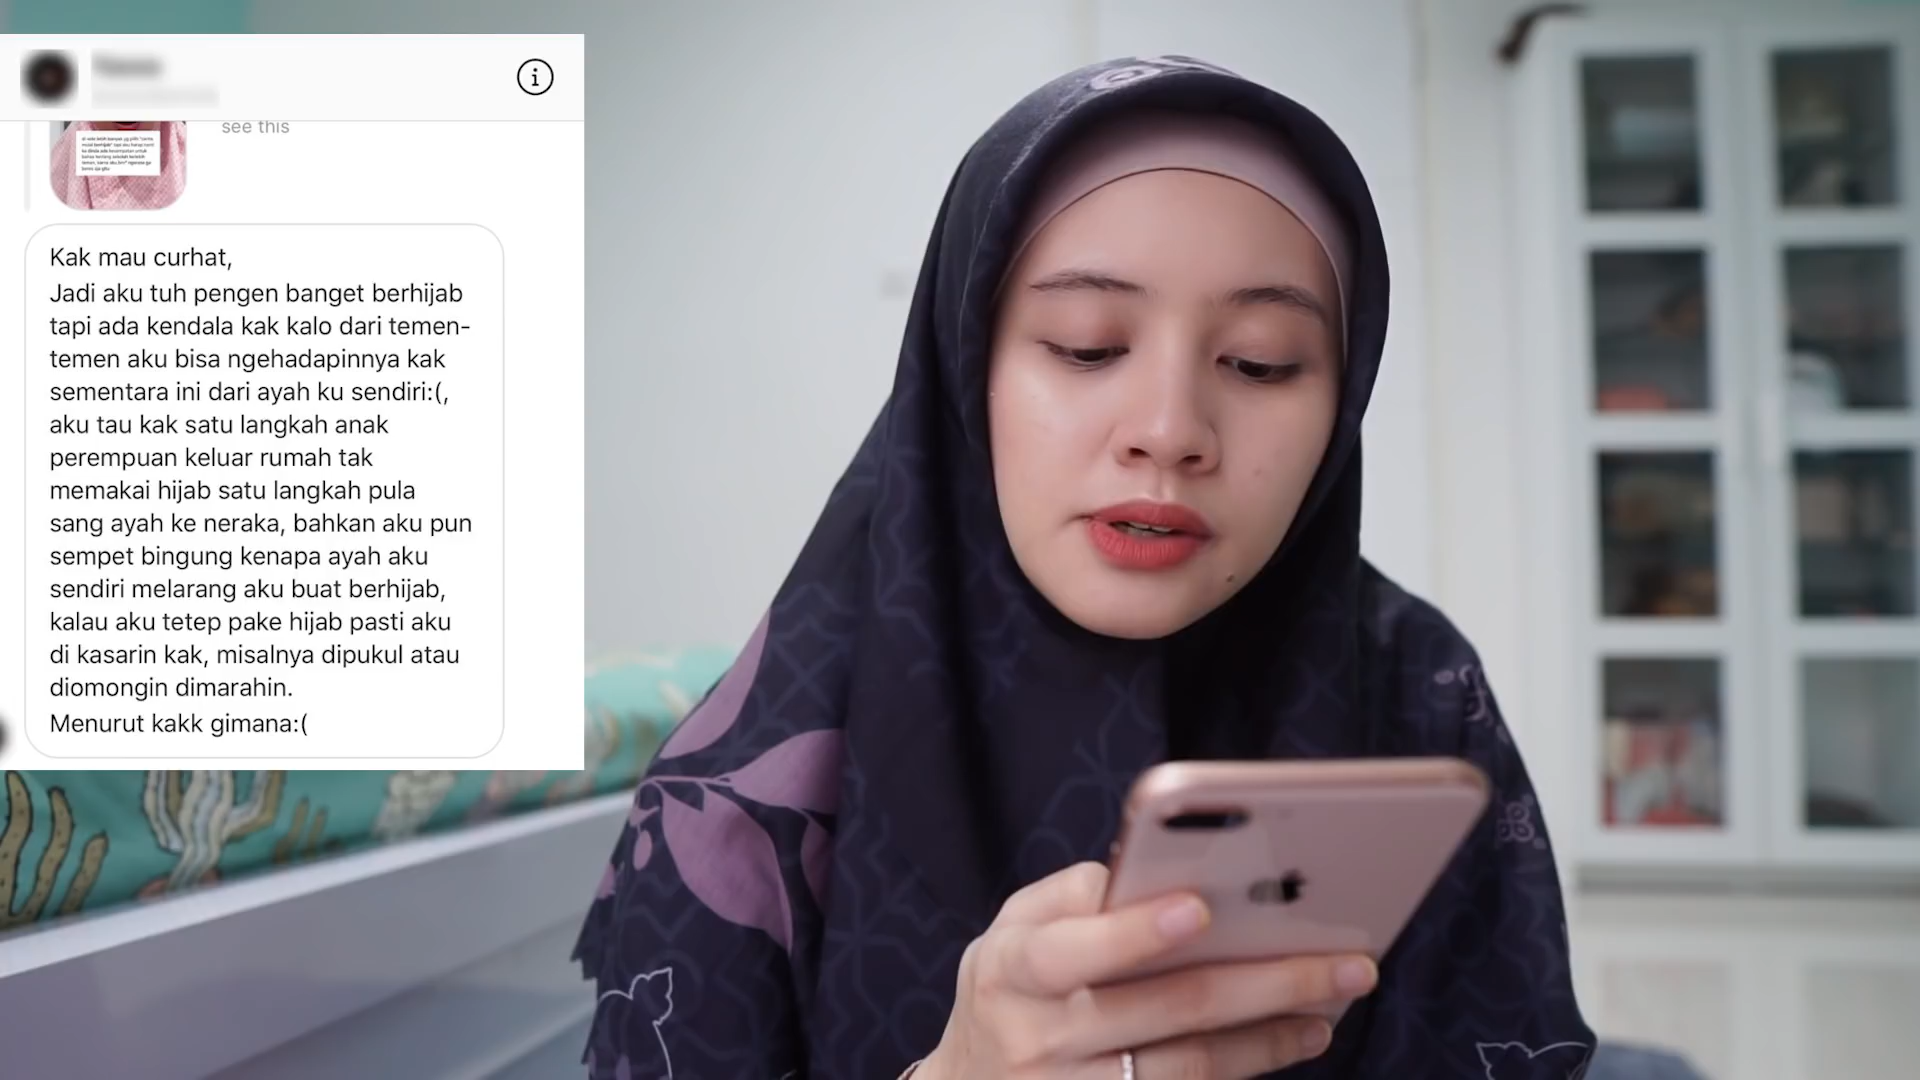 see this
Kak mau curhat,
Jadi aku tuh pengen banget berhijab
tapi ada kendala kak kalo dari temen-
temen aku bisa ngehadapinnya kak
sementara ini dari ayah ku sendiri:(,
aku tau kak satu langkah anak
perempuan keluar rumah tak
memakai hijab satu langkah pula
sang ayah ke neraka, bahkan aku pun
sempet bingung kenapa ayah aku
sendiri melarang aku buat berhijab,
kalau aku tetep pake hijab pasti aku
di kasarin kak, misalnya dipukul atau
diomongin dimarahin.
Menurut kakk gimana:(